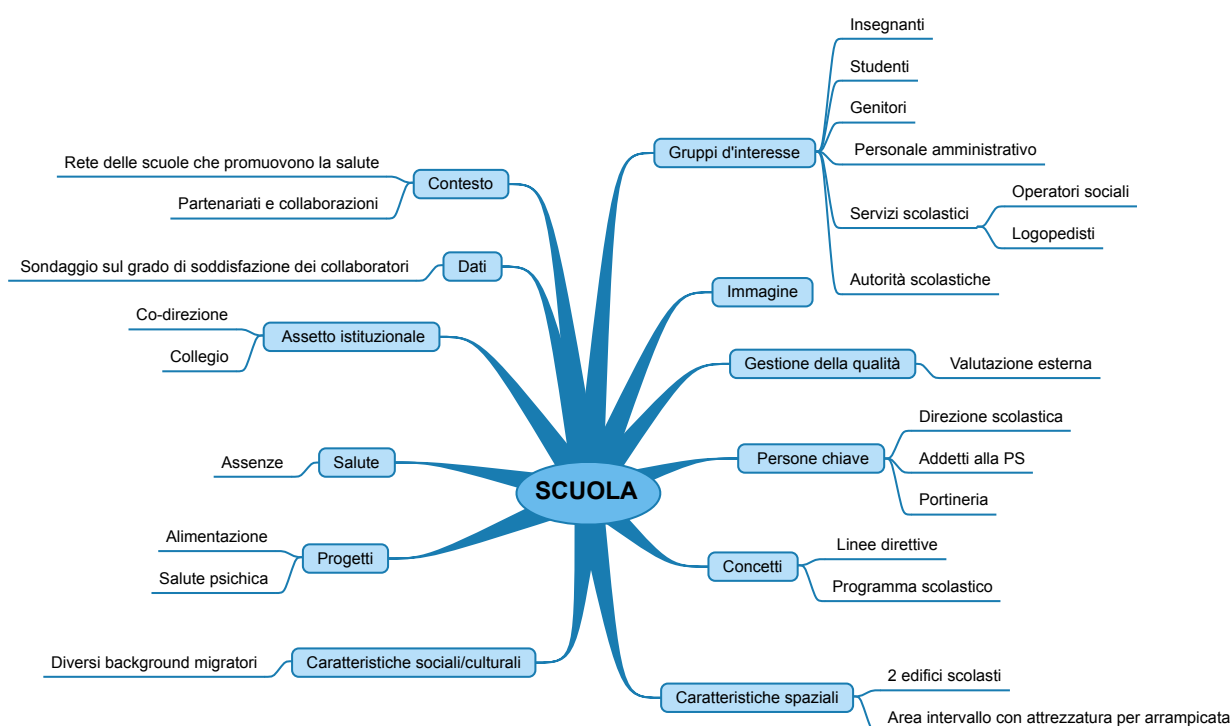 Insegnanti
Studenti
Genitori
Gruppi d'interesse
Personale amministrativo
Servizi scolastici
Operatori sociali
Logopedisti
Autorità scolastiche
Immagine
Gestione della qualità
Valutazione esterna
Direzione scolastica
Persone chiave
Addetti alla PS
Portineria
Linee direttive
Concetti
Programma scolastico
2 edifici scolasti
Caratteristiche spaziali
Area intervallo con attrezzatura per arrampicata
SCUOLA
Rete delle scuole che promuovono la salute
Contesto
Partenariati e collaborazioni
Sondaggio sul grado di soddisfazione dei collaboratori
Dati
Co-direzione
Assetto istituzionale
Collegio
Assenze
Salute
Alimentazione
Progetti
Salute psichica
Diversi background migratori
Caratteristiche sociali/culturali